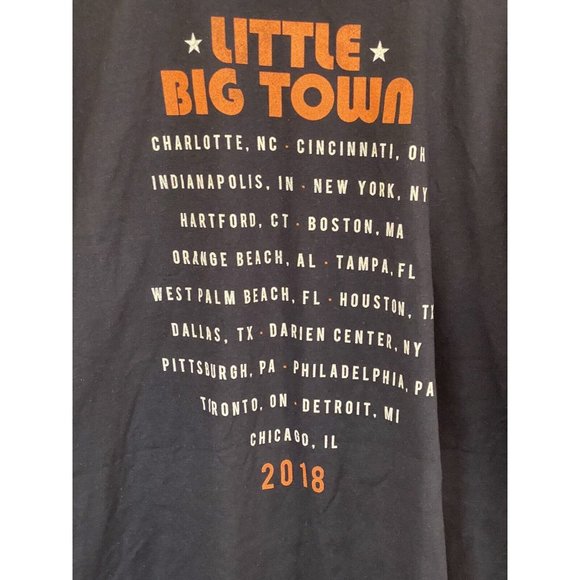 LITTLE
BIG TOWN
CHARLOTTE, NC · CINCINNATI, OH
INDIANAPOLIS, IN · NEW YORK, NY
HARTFORD, CT · BOSTON, MA
ORANGE BEACH, AL · TAMPA, FL
WEST PALM BEACH, FL · HOUSTON, TX
DALLAS, TX · DARIEN CENTER, NY
PITTSBURGH, PA · PHILADELPHIA, PA
TORONTO, ON · DETROIT, MI
CHICAGO, IL
2018